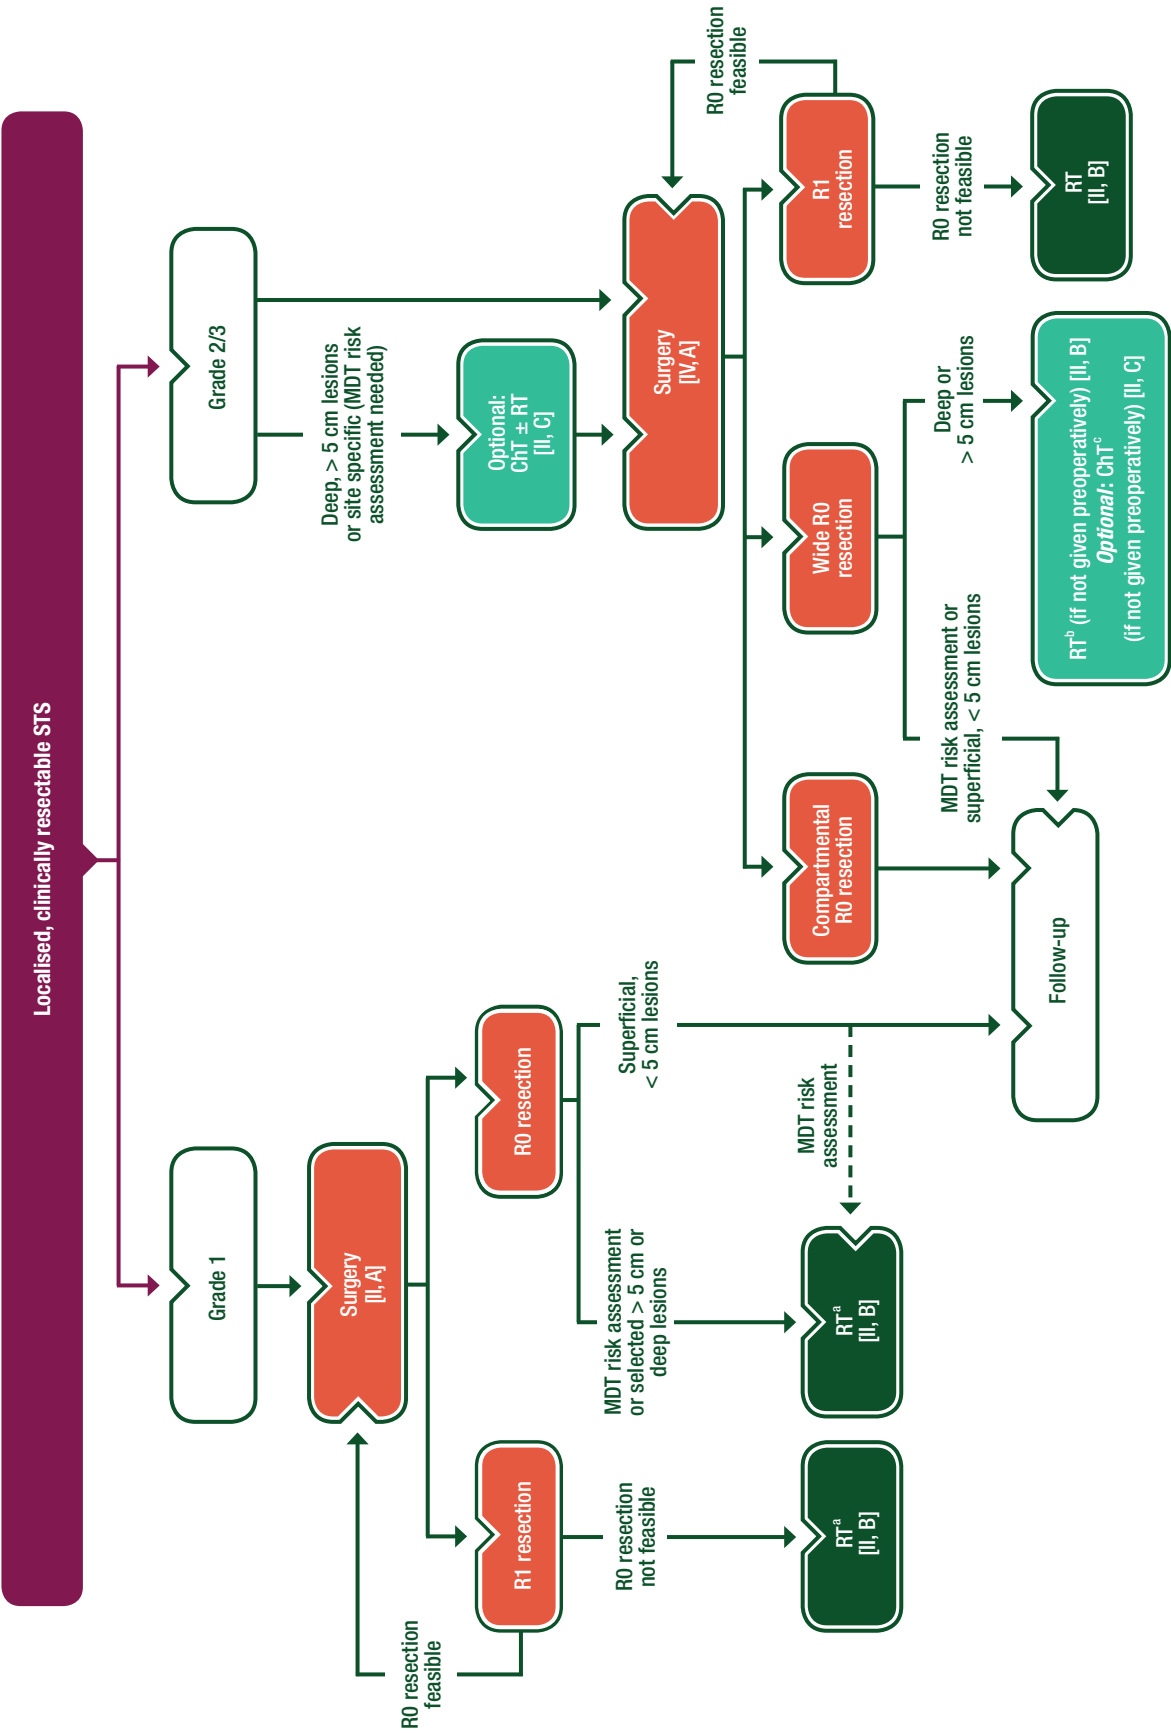 Localised, clinically resectable STS
Grade 1
Grade 2/3
Deep, > 5 cm lesions
or site specific (MDT risk
assessment needed)
Surgery
[II, A]
Optional:
ChT ± RT
[II, C]
R0 resection
feasible
R1 resection
R0 resection
Surgery
[IV, A]
R0 resection
feasible
R0 resection
not feasible
MDT risk assessment
or selected > 5 cm or
deep lesions
Superficial,
< 5 cm lesions
Compartmental
R0 resection
Wide R0
resection
R1
resection
MDT risk
assessment
RTᵃ
[II, B]
RTᵃ
[II, B]
MDT risk assessment or
superficial, < 5 cm lesions
Deep or
> 5 cm lesions
R0 resection
not feasible
Follow-up
RTᵇ (if not given preoperatively) [II, B]
Optional: ChTᶜ
(if not given preoperatively) [II, C]
RT
[II, B]